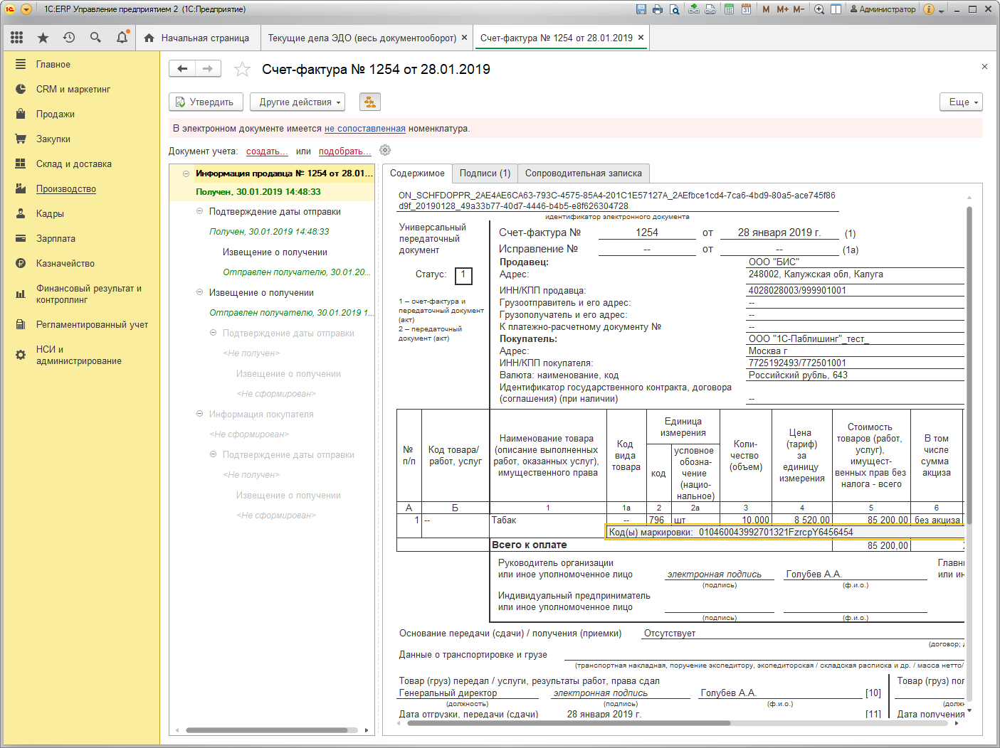 1С:ERP Управление предприятием 2 (1С:Предприятие)
M M+ M- Администратор
Начальная страница
Текущие дела ЭДО (весь документооборот) ×
Счет-фактура № 1254 от 28.01.2019 ×
Главное
CRM и маркетинг
Продажи
Закупки
Склад и доставка
Производство
Кадры
Зарплата
Казначейство
Финансовый результат и
контроллинг
Регламентированный учет
НСИ и
администрирование
Счет-фактура № 1254 от 28.01.2019
Утвердить
Другие действия
Еще
В электронном документе имеется не сопоставленная номенклатура.
Документ учета: создать... или подобрать...
Информация продавца № 1254 от 28.01...
Получен, 30.01.2019 14:48:33
Подтверждение даты отправки
Получен, 30.01.2019 14:48:33
Извещение о получении
Отправлен получателю, 30.01.20...
Извещение о получении
Отправлен получателю, 30.01.2019 1...
Подтверждение даты отправки
<Не получен>
Извещение о получении
<Не сформирован>
Информация покупателя
<Не сформирован>
Подтверждение даты отправки
<Не получен>
Извещение о получении
<Не сформирован>
Содержимое
Подписи (1)
Сопроводительная записка
ON_SCHFDOPPR_2AE4AE6CA63-793C-4575-85A4-201C1E57127A_2AEfbce1cd4-7ca6-4bd9-80a5-ace745f86
d9f_20190128_49a33b77-40d7-4446-b4b5-e8f626304728
идентификатор электронного документа
Универсальный
передаточный
документ
Статус: 1
1 – счет-фактура и
передаточный документ
(акт)
2 – передаточный
документ (акт)
Счет-фактура № 1254 от 28 января 2019 г. (1)
Исправление № -- от -- (1а)
Продавец: ООО "БИС"
Адрес: 248002, Калужская обл, Калуга
ИНН/КПП продавца: 4028028003/999901001
Грузоотправитель и его адрес: --
Грузополучатель и его адрес: --
К платежно-расчетному документу № --
Покупатель: ООО "1С-Паблишинг"_тест_
Адрес: Москва г
ИНН/КПП покупателя: 7725192493/772501001
Валюта: наименование, код Российский рубль, 643
Идентификатор государственного контракта, договора
(соглашения) (при наличии) --
№
п/п
Код товара/
работ, услуг
Наименование товара
(описание выполненных
работ, оказанных услуг),
имущественного права
Код
вида
товара
Единица
измерения
код
условное
обозна-
чение
(нацио-
нальное)
Коли-
чество
(объем)
Цена
(тариф)
за
единицу
измерения
Стоимость
товаров (работ,
услуг),
имущест-
венных прав без
налога - всего
В том
числе
сумма
акциза
А Б 1 1а 2 2а 3 4 5 6
1 -- Табак -- 796 шт 10,000 8 520,00 85 200,00 без акциза
Код(ы) маркировки: 010460043992701321FzrcpY6456454
Всего к оплате 85 200,00
Руководитель организации
или иное уполномоченное лицо электронная подпись Голубев А.А.
(подпись) (ф.и.о.)
Главн
или ин
Индивидуальный предприниматель
или иное уполномоченное лицо
(подпись) (ф.и.о.)
Основание передачи (сдачи) / получения (приемки) Отсутствует
(договор; д
Данные о транспортировке и грузе
(транспортная накладная, поручение экспедитору, экспедиторская / складская расписка и др. / масса нетто/
Товар (груз) передал / услуги, результаты работ, права сдал
Генеральный директор электронная подпись Голубев А.А. [10]
(должность) (подпись) (ф.и.о.)
Дата отгрузки, передачи (сдачи) 28 января 2019 г. [11]
Товар (груз) пол
(должн
Дата получения